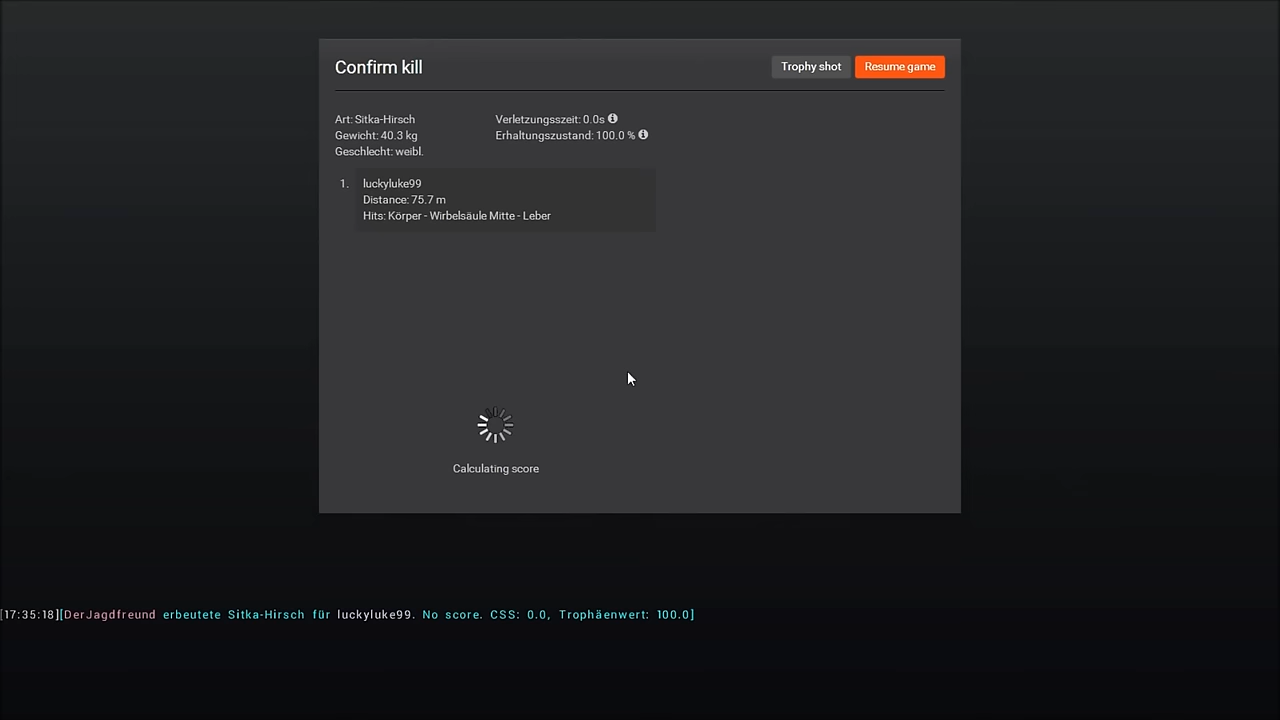 Confirm kill
Trophy shot
Resume game
Art: Sitka-Hirsch
Gewicht: 40.3 kg
Geschlecht: weibl.
Verletzungszeit: 0.0s
Erhaltungszustand: 100.0 %
1. luckyluke99
Distance: 75.7 m
Hits: Körper - Wirbelsäule Mitte - Leber
Calculating score
[17:35:18][DerJagdfreund erbeutete Sitka-Hirsch für luckyluke99. No score. CSS: 0.0, Trophäenwert: 100.0]